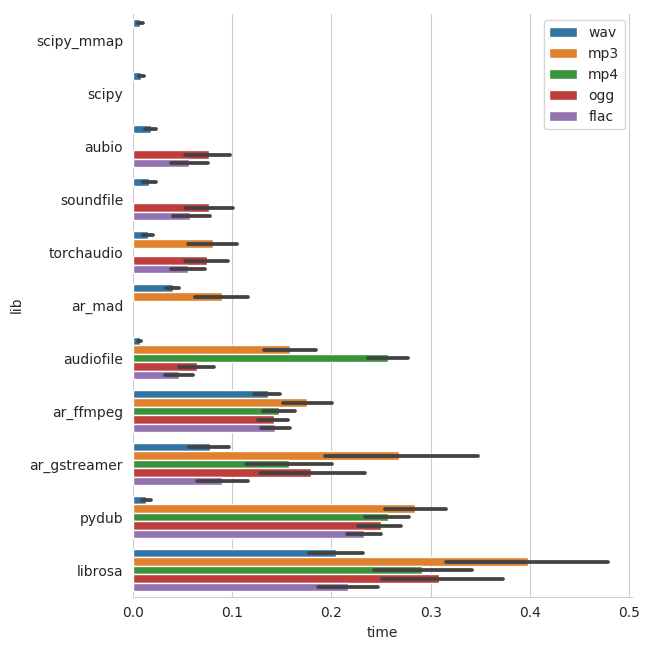 scipy_mmap
scipy
aubio
soundfile
torchaudio
ar_mad
audiofile
ar_ffmpeg
ar_gstreamer
pydub
librosa
lib
wav
mp3
mp4
ogg
flac
0.0 0.1 0.2 0.3 0.4 0.5
time